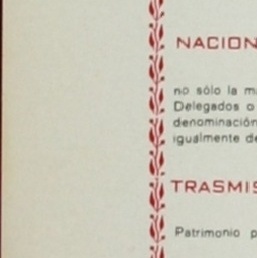 NACION
no sólo la m
Delegados o
denominación
igualmente de
TRASMIS
Patrimonio p